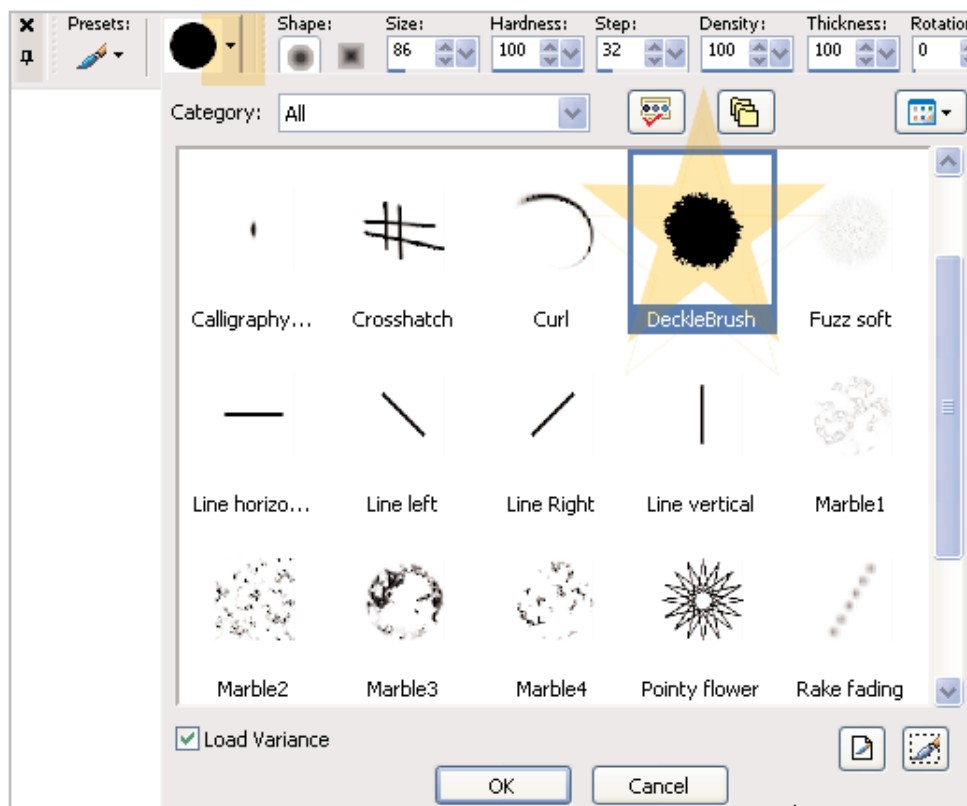 Presets: Shape: Size: Hardness: Step: Density: Thickness: Rotation
86 100 32 100 100 0
Category: All
Calligraphy... Crosshatch Curl DeckleBrush Fuzz soft
Line horizo... Line left Line Right Line vertical Marble1
Marble2 Marble3 Marble4 Pointy flower Rake fading
Load Variance
OK Cancel